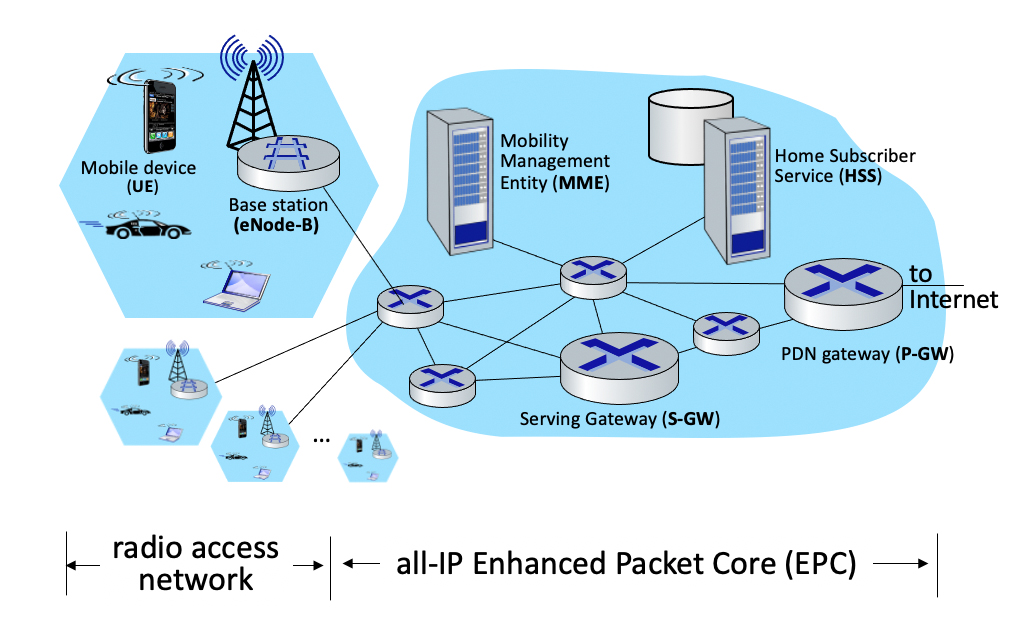 Mobile device
(UE)
Base station
(eNode-B)
Mobility
Management
Entity (MME)
Home Subscriber
Service (HSS)
to
Internet
PDN gateway (P-GW)
Serving Gateway (S-GW)
...
radio access
network
all-IP Enhanced Packet Core (EPC)